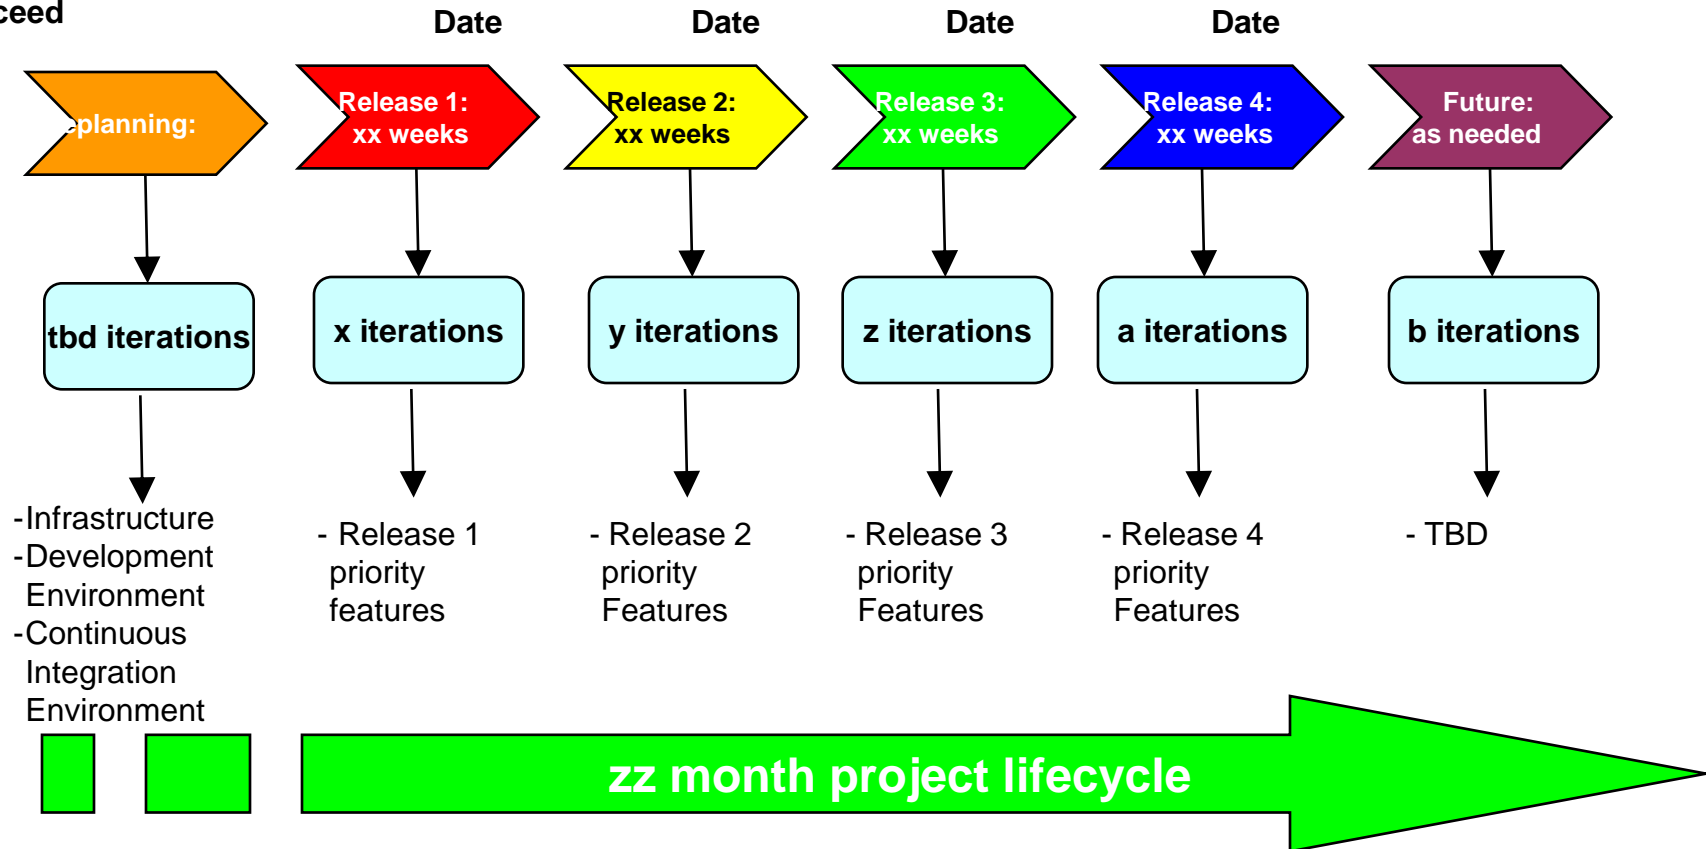 ceed
Date Date Date Date
eplanning:
Release 1:
xx weeks
Release 2:
xx weeks
Release 3:
xx weeks
Release 4:
xx weeks
Future:
as needed
tbd iterations
x iterations
y iterations
z iterations
a iterations
b iterations
-Infrastructure
-Development
Environment
-Continuous
Integration
Environment
- Release 1
priority
features
- Release 2
priority
Features
- Release 3
priority
Features
- Release 4
priority
Features
- TBD
zz month project lifecycle